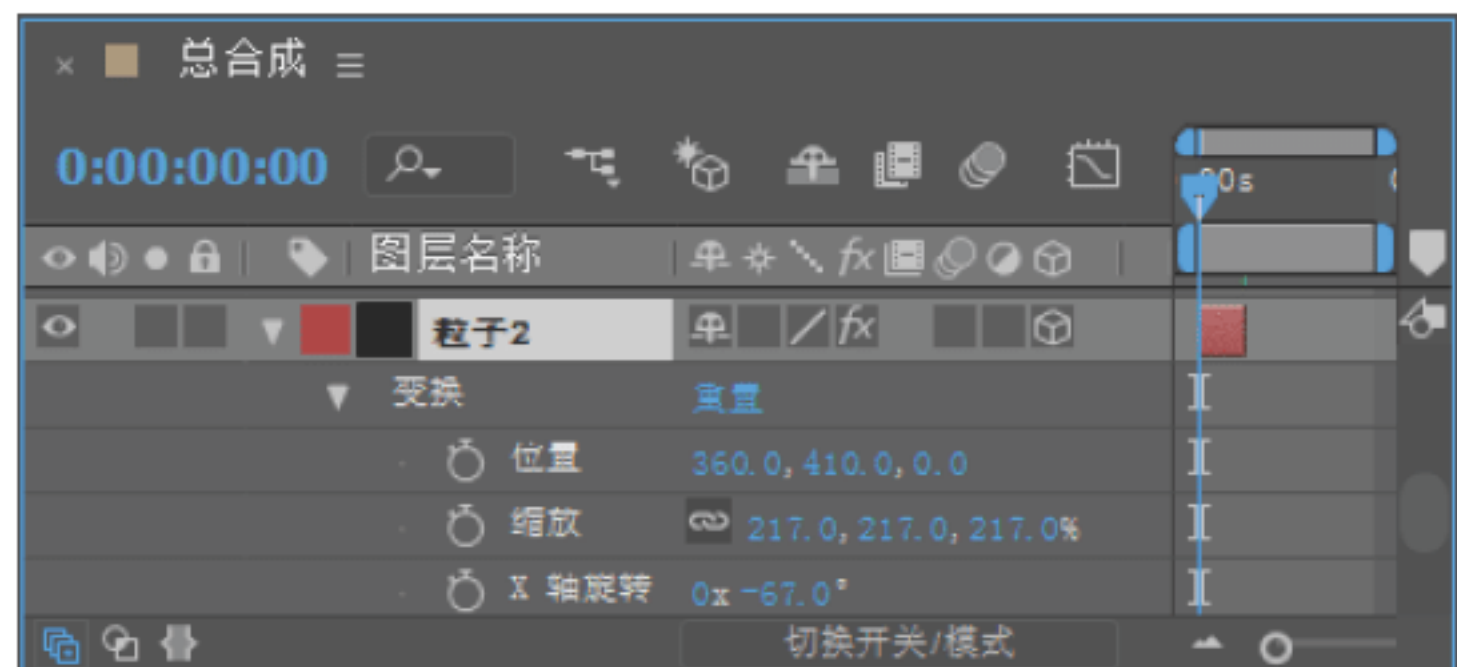 总合成
0:00:00:00
00s
图层名称
粒子2
变换 重置
位置 360.0,410.0,0.0
缩放 217.0,217.0,217.0%
X 轴旋转 0x-67.0°
切换开关/模式